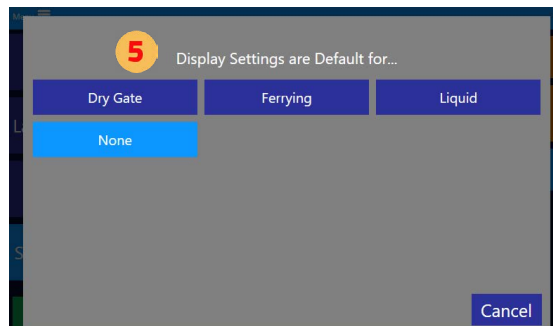 5 Display Settings are Default for...
Dry Gate Ferrying Liquid
None
Cancel